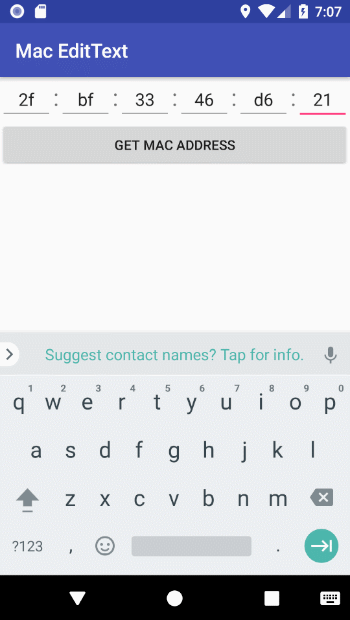 7:07
Mac EditText
2f : bf : 33 : 46 : d6 : 21
GET MAC ADDRESS
Suggest contact names? Tap for info.
1 2 3 4 5 6 7 8 9 0
q w e r t y u i o p
a s d f g h j k l
z x c v b n m
?123 , .